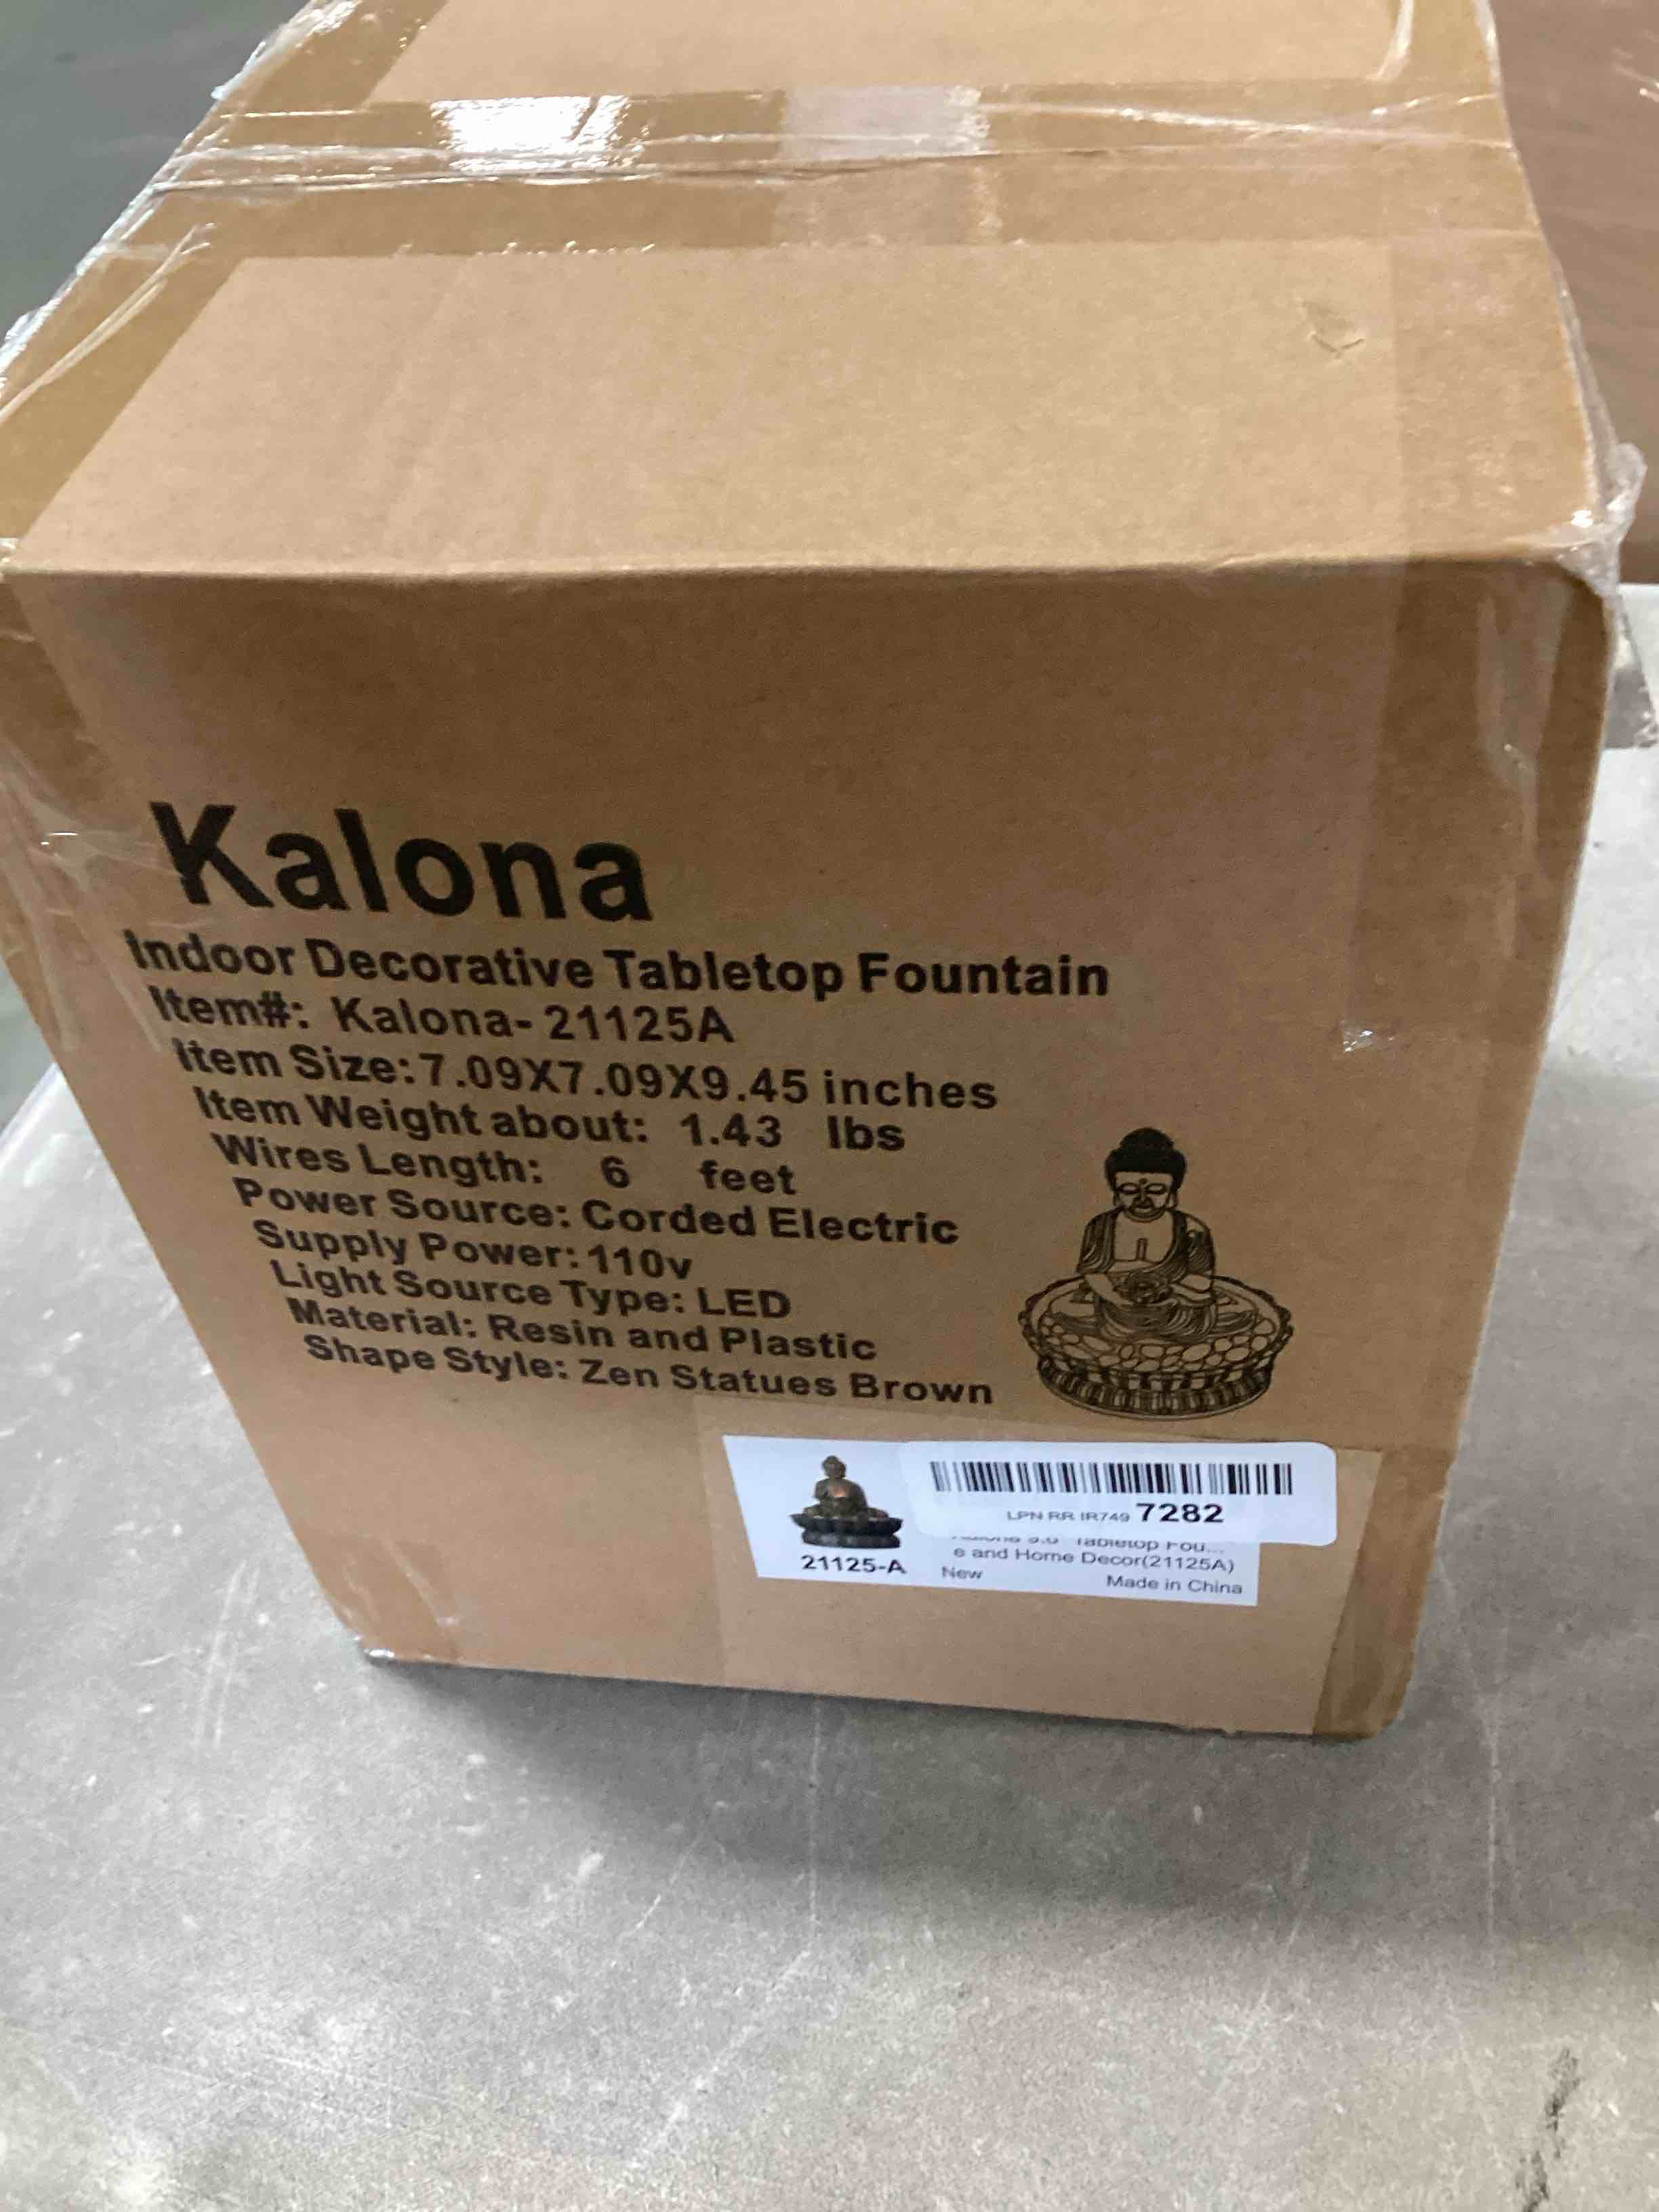 Kalona
Indoor Decorative Tabletop Fountain
Item#: Kalona- 21125A
Item Size:7.09X7.09X9.45 inches
Item Weight about: 1.43 lbs
Wires Length: 6 feet
Power Source: Corded Electric
Supply Power:110v
Light Source Type: LED
Material: Resin and Plastic
Shape Style: Zen Statues Brown
LPN RR IR749 7282
Tabletop Fou...
e and Home Decor(21125A)
21125-A
New
Made in China